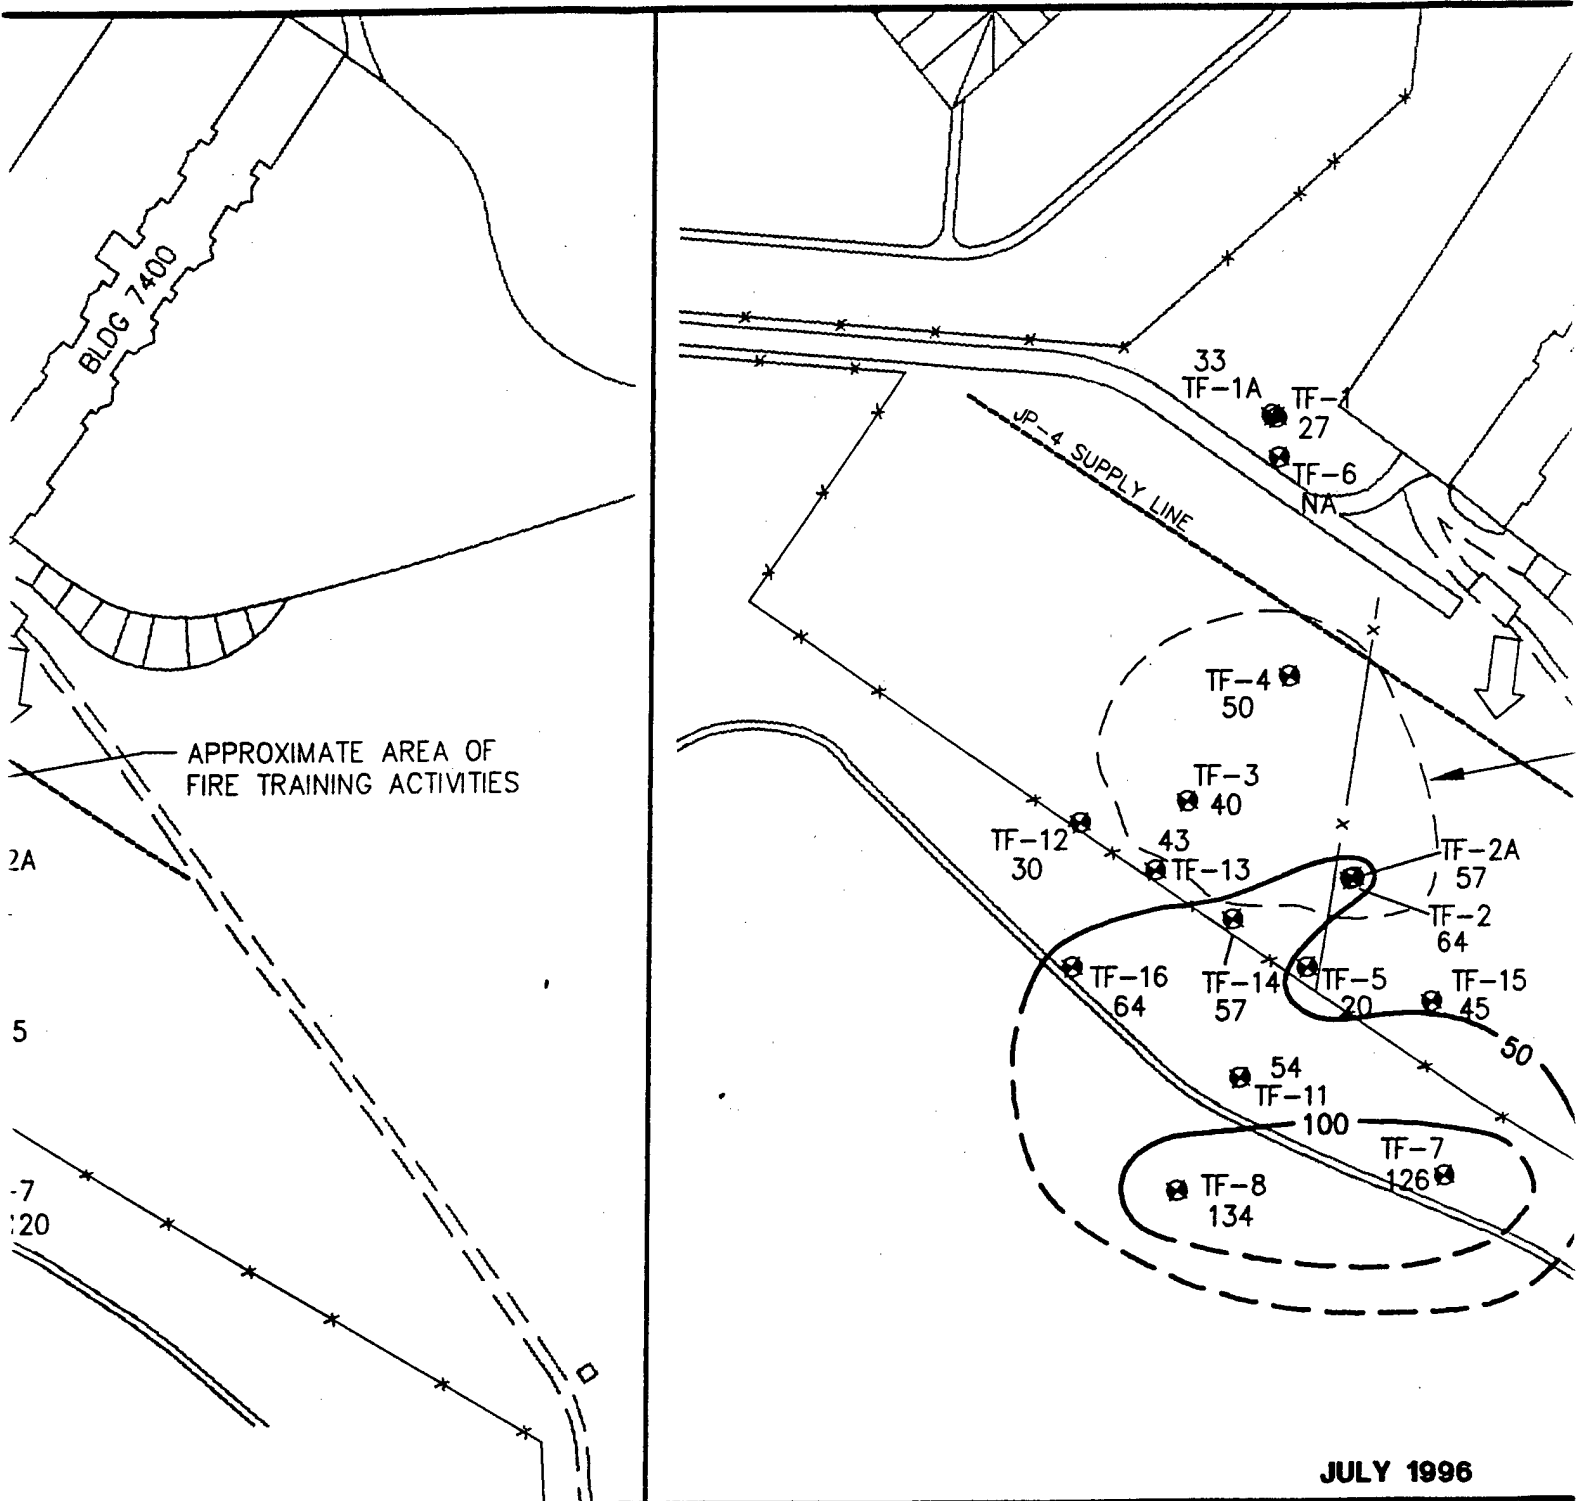 BLDG 7400
APPROXIMATE AREA OF
FIRE TRAINING ACTIVITIES
2A
5
-7
20
33
TF-1A
TF-1
27
TF-6
NA
JP-4 SUPPLY LINE
TF-4
50
TF-3
40
TF-12
30
43
TF-13
TF-2A
57
TF-2
64
TF-16
64
TF-14
57
TF-5
20
TF-15
45
50
54
TF-11
100
TF-7
126
TF-8
134
JULY 1996